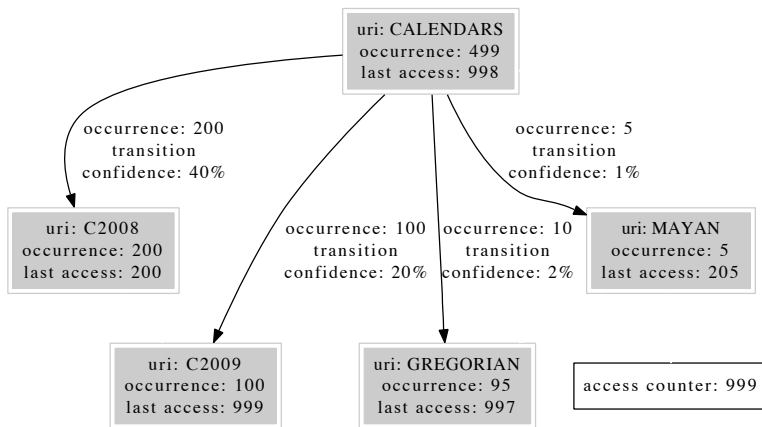 uri: CALENDARS
occurrence: 499
last access: 998
occurrence: 200
transition
confidence: 40%
occurrence: 5
transition
confidence: 1%
uri: C2008
occurrence: 200
last access: 200
occurrence: 100
transition
confidence: 20%
occurrence: 10
transition
confidence: 2%
uri: MAYAN
occurrence: 5
last access: 205
uri: C2009
occurrence: 100
last access: 999
uri: GREGORIAN
occurrence: 95
last access: 997
access counter: 999